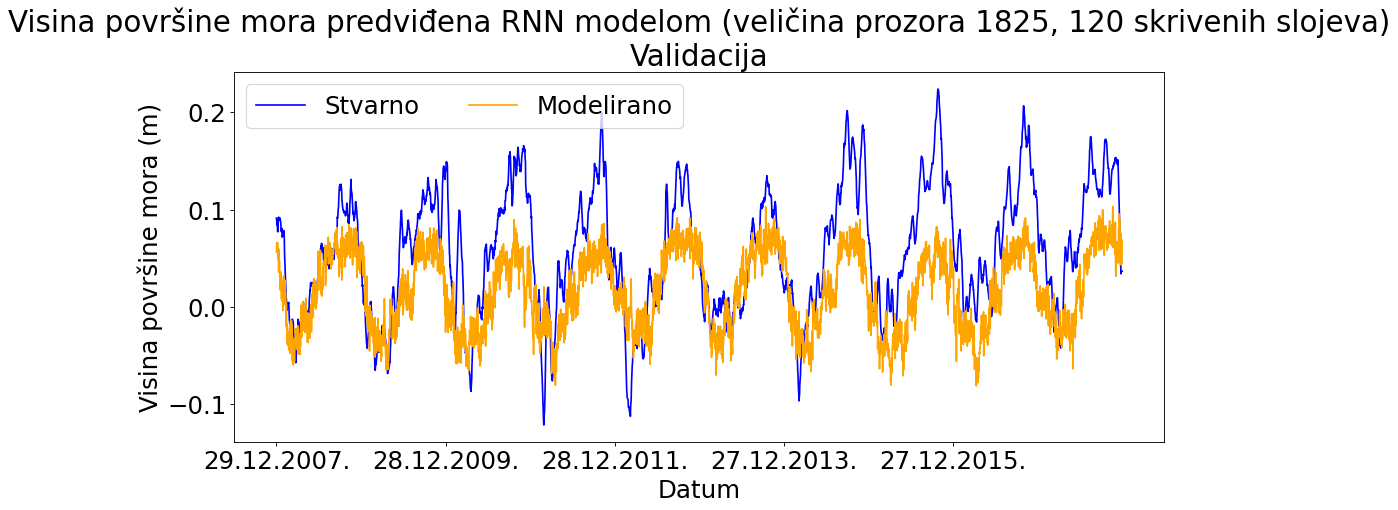 Visina površine mora predviđena RNN modelom (veličina prozora 1825, 120 skrivenih slojeva)
Validacija
Stvarno
Modelirano
Visina površine mora (m)
0.2
0.1
0.0
−0.1
29.12.2007.
28.12.2009.
28.12.2011.
27.12.2013.
27.12.2015.
Datum